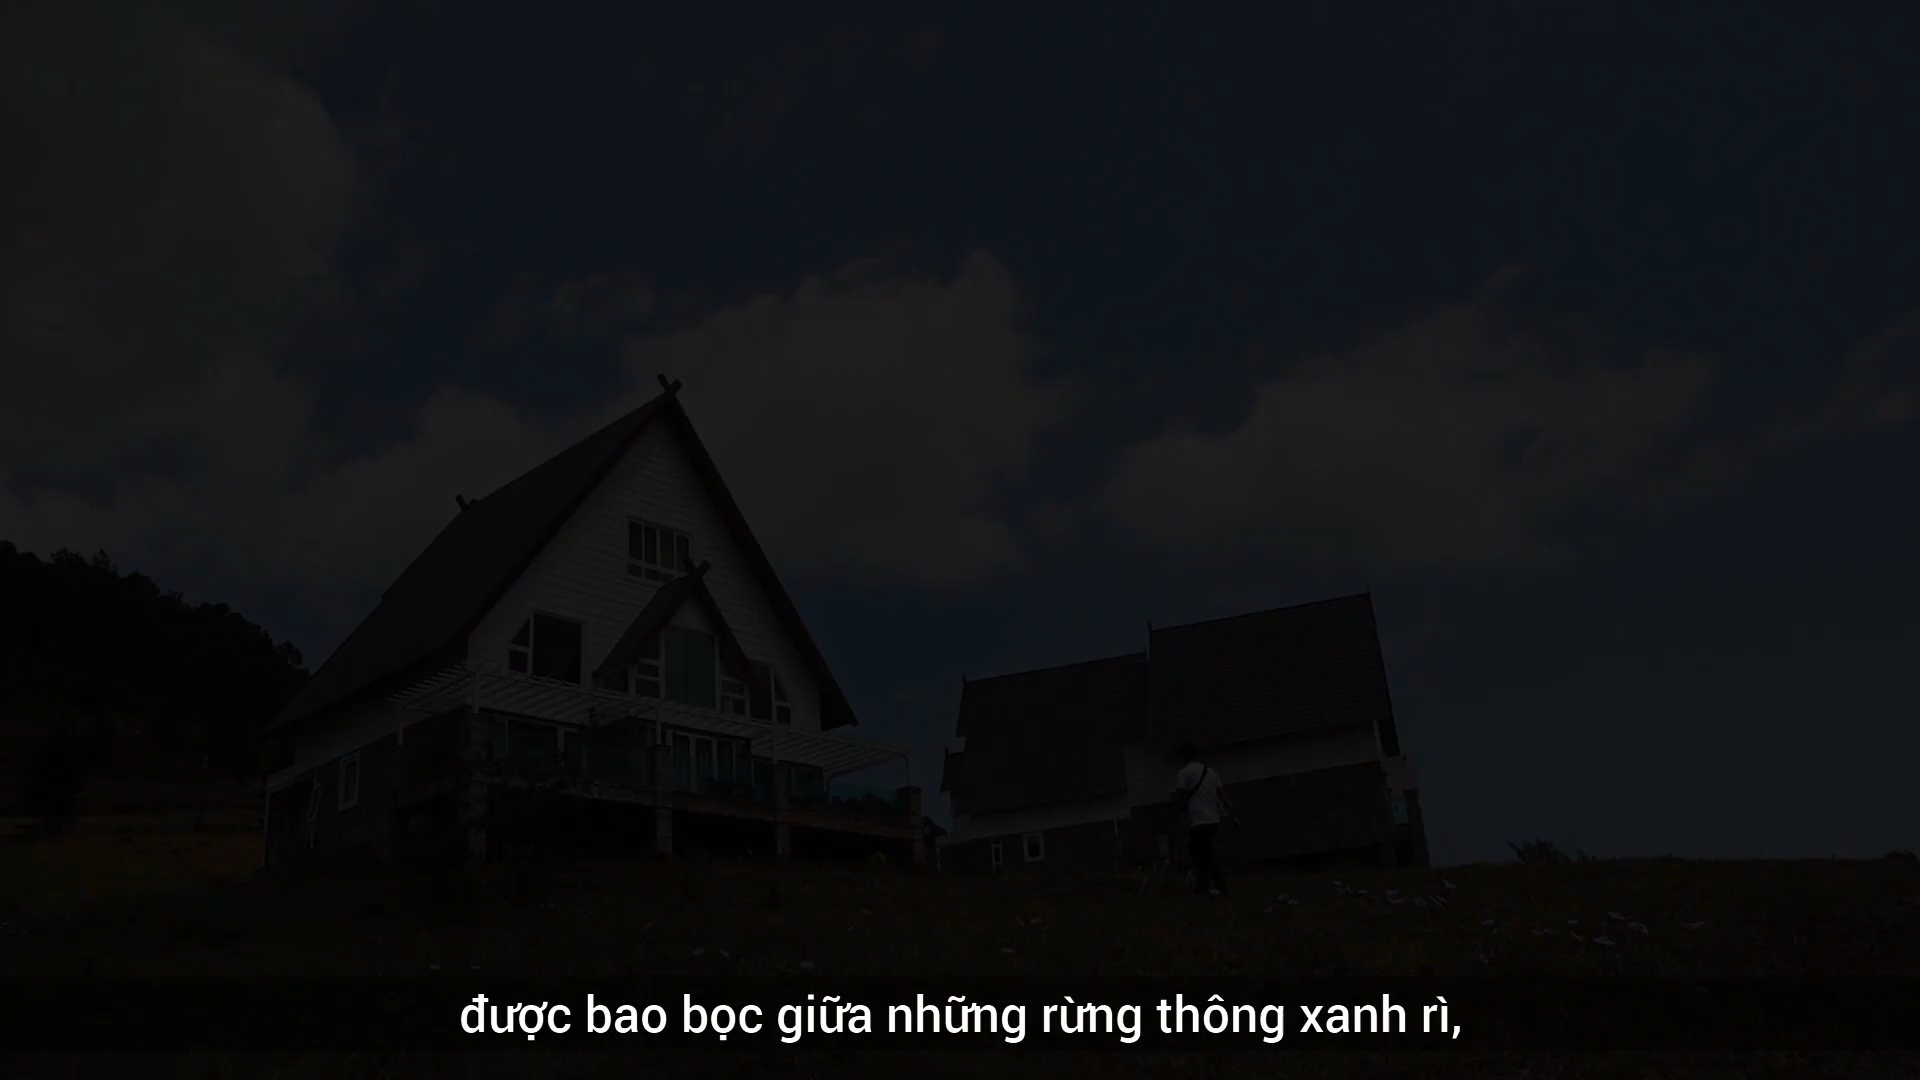 được bao bọc giữa những rừng thông xanh rì,